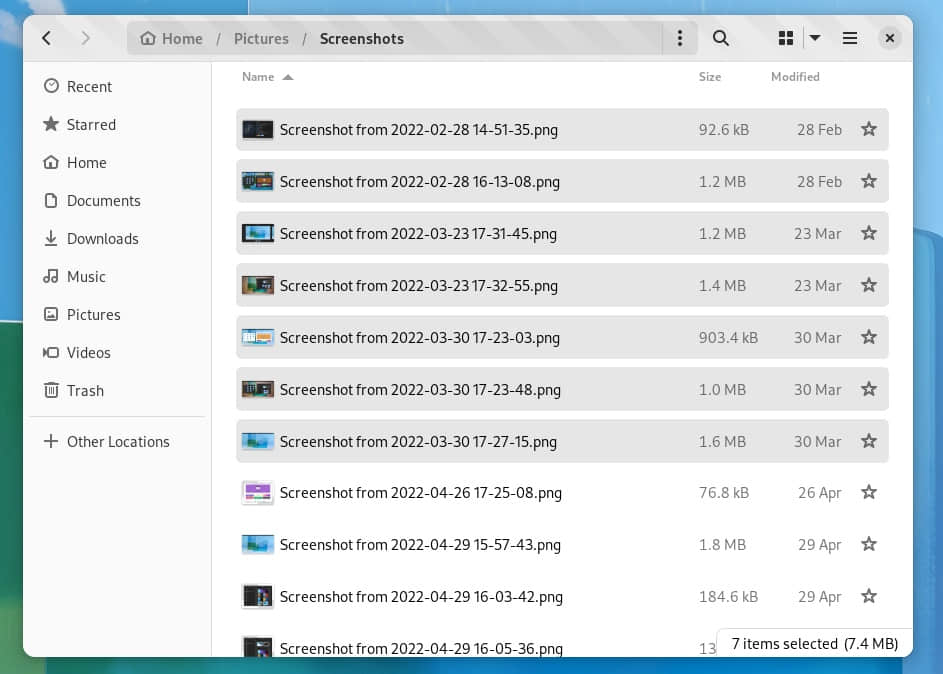 Home / Pictures / Screenshots
Name Size Modified
Recent
Starred
Home
Documents
Downloads
Music
Pictures
Videos
Trash
Other Locations
Screenshot from 2022-02-28 14-51-35.png 92.6 kB 28 Feb
Screenshot from 2022-02-28 16-13-08.png 1.2 MB 28 Feb
Screenshot from 2022-03-23 17-31-45.png 1.2 MB 23 Mar
Screenshot from 2022-03-23 17-32-55.png 1.4 MB 23 Mar
Screenshot from 2022-03-30 17-23-03.png 903.4 kB 30 Mar
Screenshot from 2022-03-30 17-23-48.png 1.0 MB 30 Mar
Screenshot from 2022-03-30 17-27-15.png 1.6 MB 30 Mar
Screenshot from 2022-04-26 17-25-08.png 76.8 kB 26 Apr
Screenshot from 2022-04-29 15-57-43.png 1.8 MB 29 Apr
Screenshot from 2022-04-29 16-03-42.png 184.6 kB 29 Apr
Screenshot from 2022-04-29 16-05-36.png 13
7 items selected (7.4 MB)